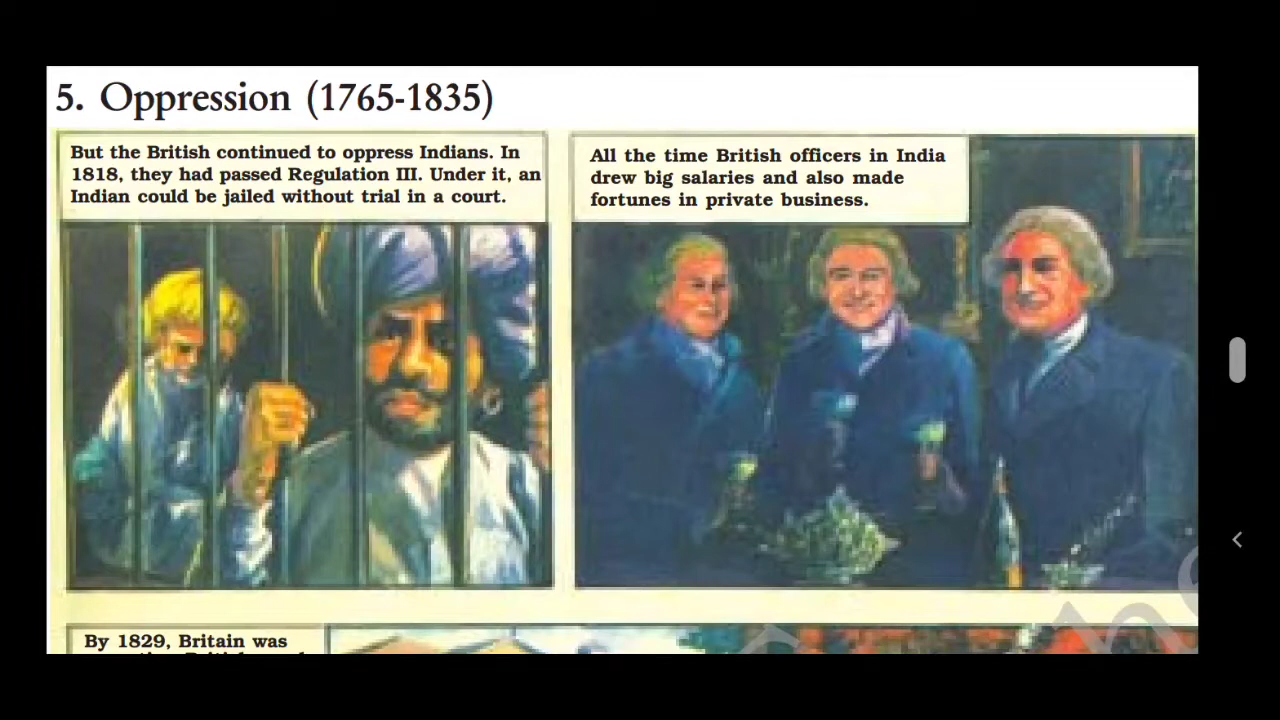 5. Oppression (1765-1835)
But the British continued to oppress Indians. In
1818, they had passed Regulation III. Under it, an
Indian could be jailed without trial in a court.
All the time British officers in India
drew big salaries and also made
fortunes in private business.
By 1829, Britain was